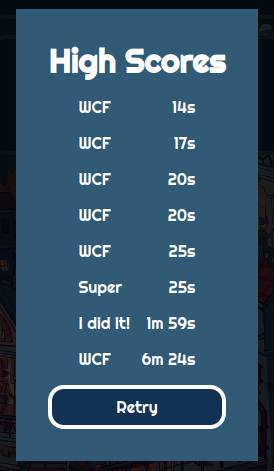 High Scores
WCF 14s
WCF 17s
WCF 20s
WCF 20s
WCF 25s
Super 25s
I did it! 1m 59s
WCF 6m 24s
Retry